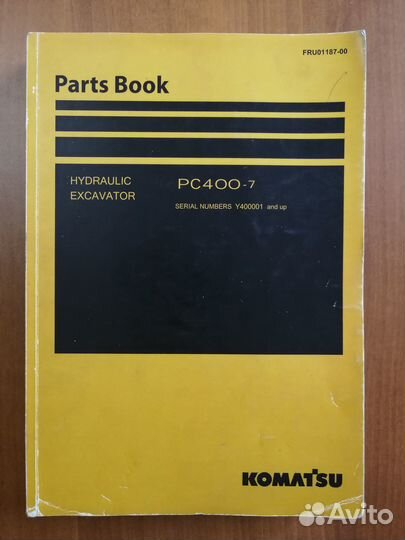 FRU01187-00
Parts Book
HYDRAULIC
EXCAVATOR
PC400-7
SERIAL NUMBERS Y400001 and up
KOMATSU
Avito